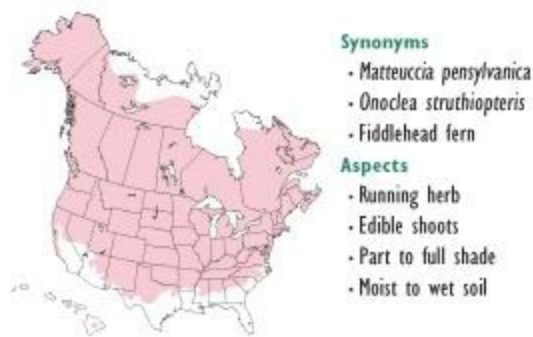 Synonyms
· Matteuccia pensylvanica
· Onoclea struthiopteris
· Fiddlehead fern
Aspects
· Running herb
· Edible shoots
· Part to full shade
· Moist to wet soil